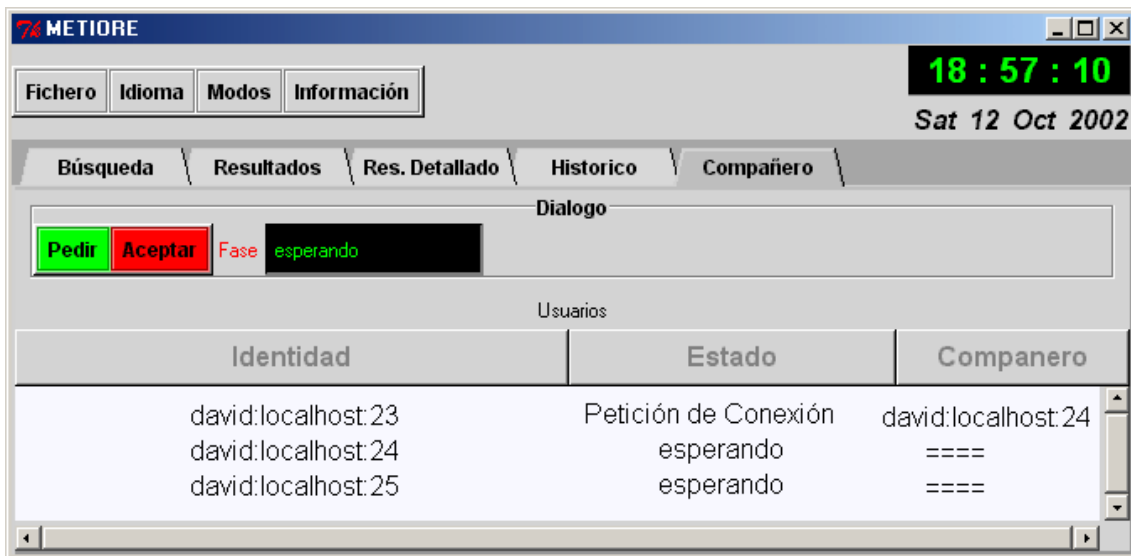 METIORE
18 : 57 : 10
Fichero Idioma Modos Información
Sat 12 Oct 2002
Búsqueda Resultados Res. Detallado Historico Compañero
Dialogo
Pedir Aceptar Fase esperando
Usuarios
Identidad Estado Companero
david:localhost:23 Petición de Conexión david:localhost:24
david:localhost:24 esperando ====
david:localhost:25 esperando ====